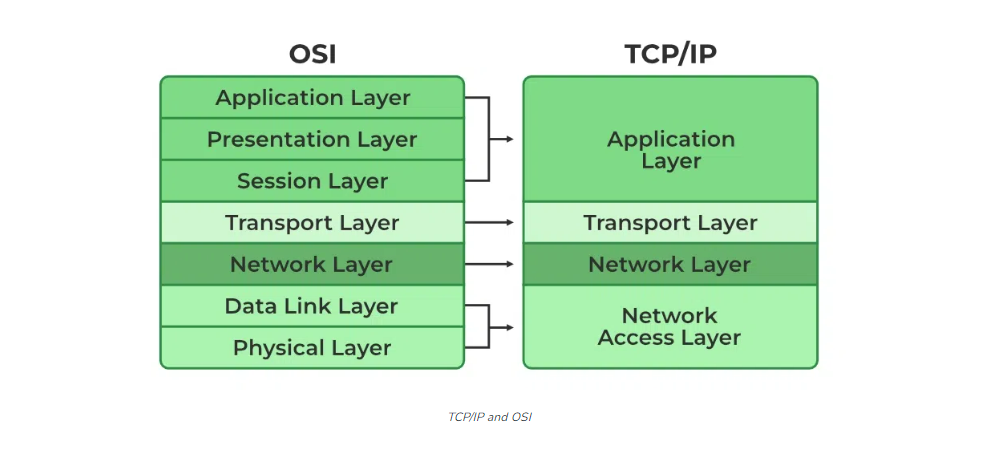 OSI
Application Layer
Presentation Layer
Session Layer
Transport Layer
Network Layer
Data Link Layer
Physical Layer
TCP/IP
Application
Layer
Transport Layer
Network Layer
Network
Access Layer
TCP/IP and OSI